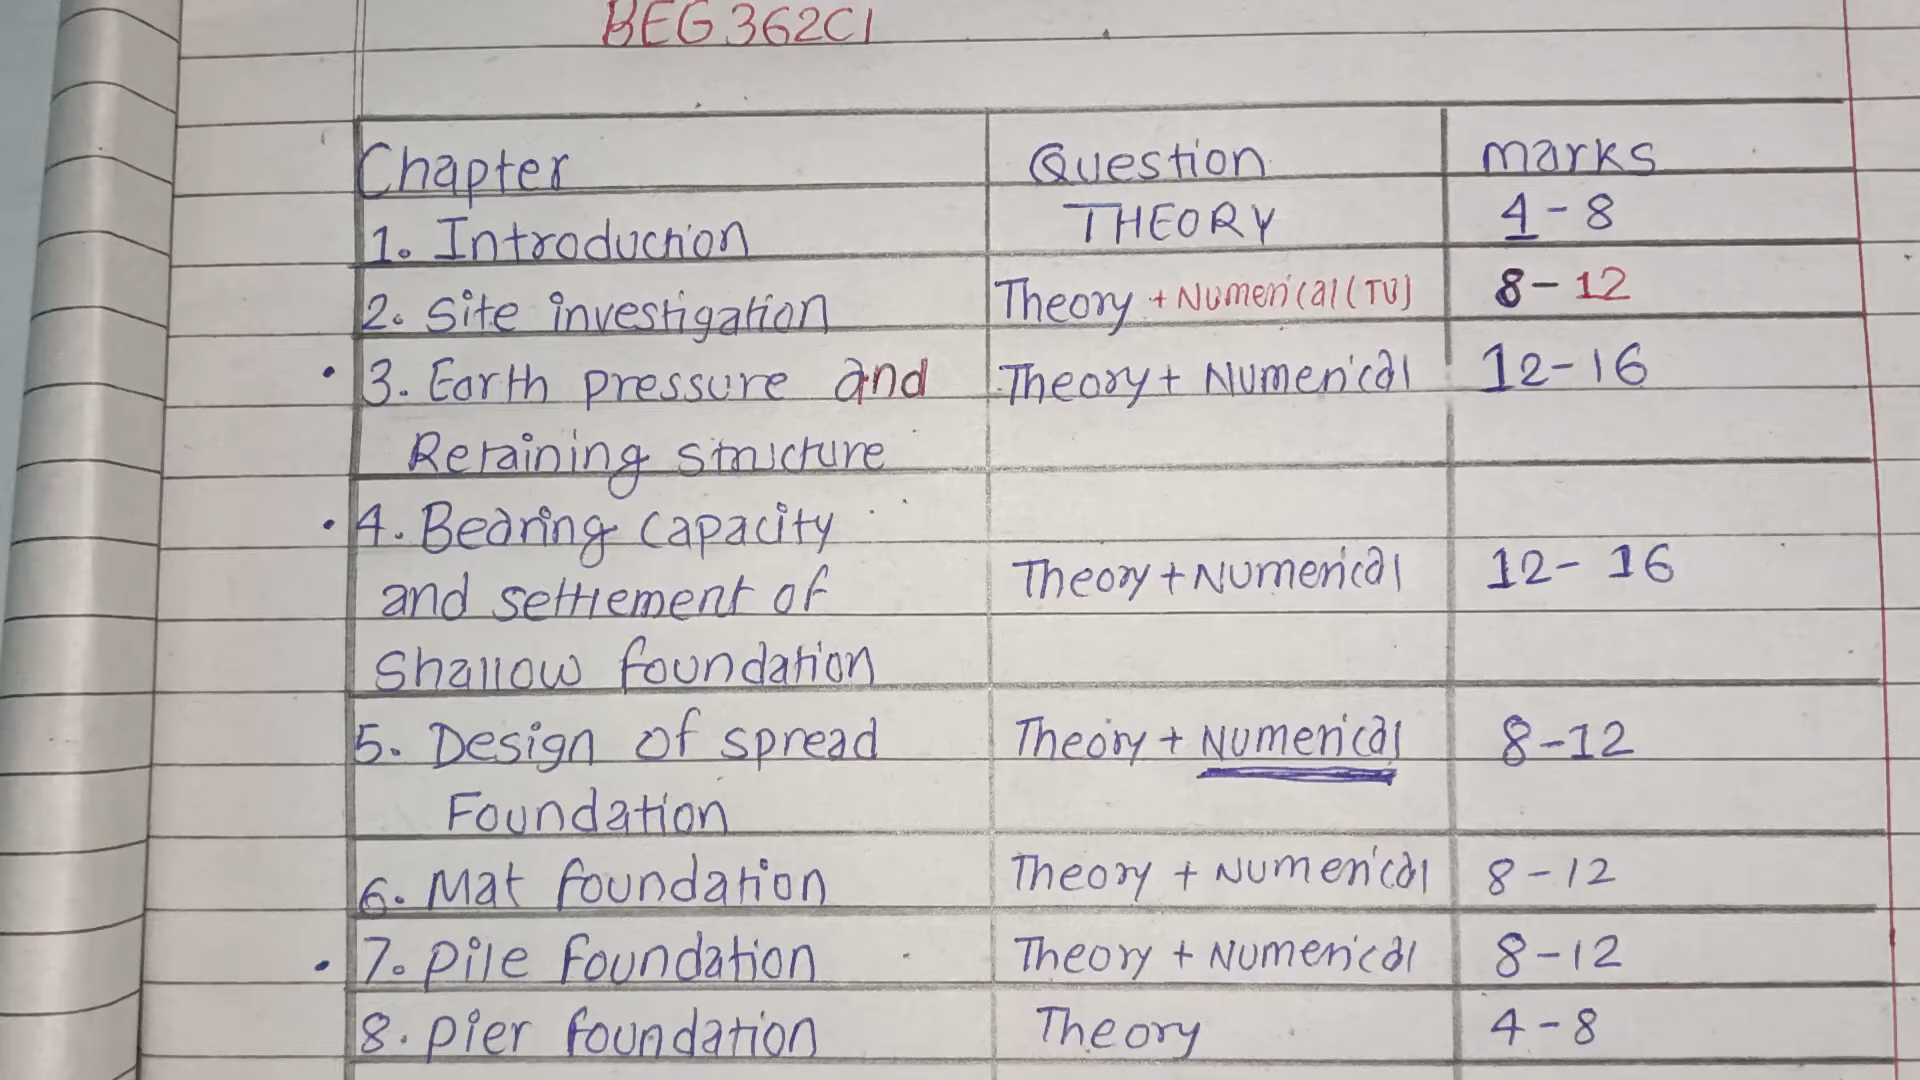 BEG362CI
Chapter Question marks
1. Introduction THEORY 4-8
2. Site investigation Theory + Numerical (TU) 8-12
3. Earth pressure and Theory + Numerical 12-16
Retaining structure
4. Bearing capacity
and settlement of Theory + Numerical 12-16
Shallow foundation
5. Design of spread Theory + Numerical 8-12
Foundation
6. Mat foundation Theory + Numerical 8-12
7. Pile foundation Theory + Numerical 8-12
8. pier foundation Theory 4-8